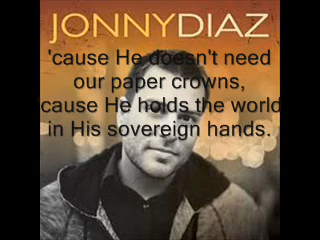 JONNYDIAZ
'cause He doesn't need
our paper crowns,
cause He holds the world
in His sovereign hands.